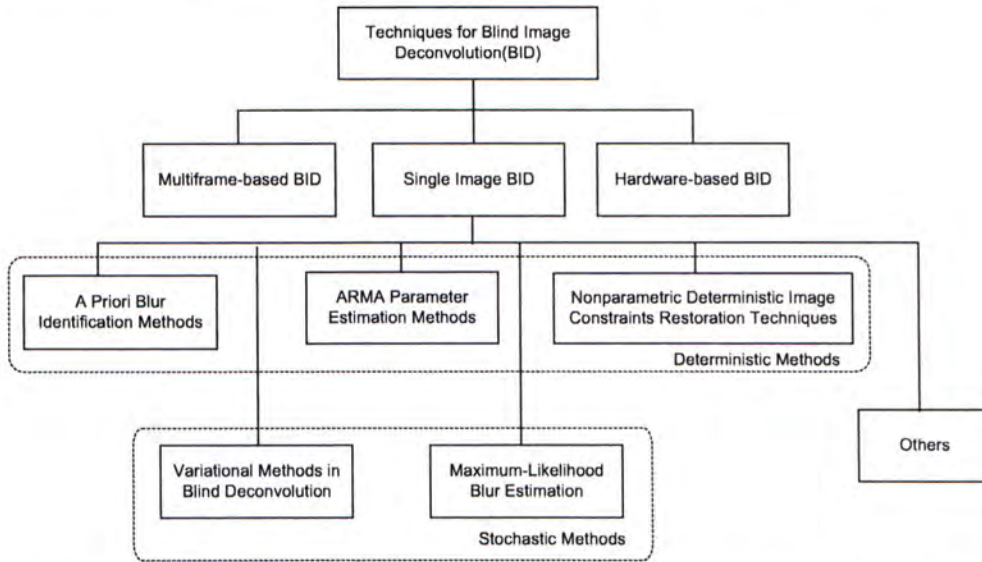 Techniques for Blind Image
Deconvolution(BID)
Multiframe-based BID
Single Image BID
Hardware-based BID
A Priori Blur
Identification Methods
ARMA Parameter
Estimation Methods
Nonparametric Deterministic Image
Constraints Restoration Techniques
Deterministic Methods
Others
Variational Methods in
Blind Deconvolution
Maximum-Likelihood
Blur Estimation
Stochastic Methods